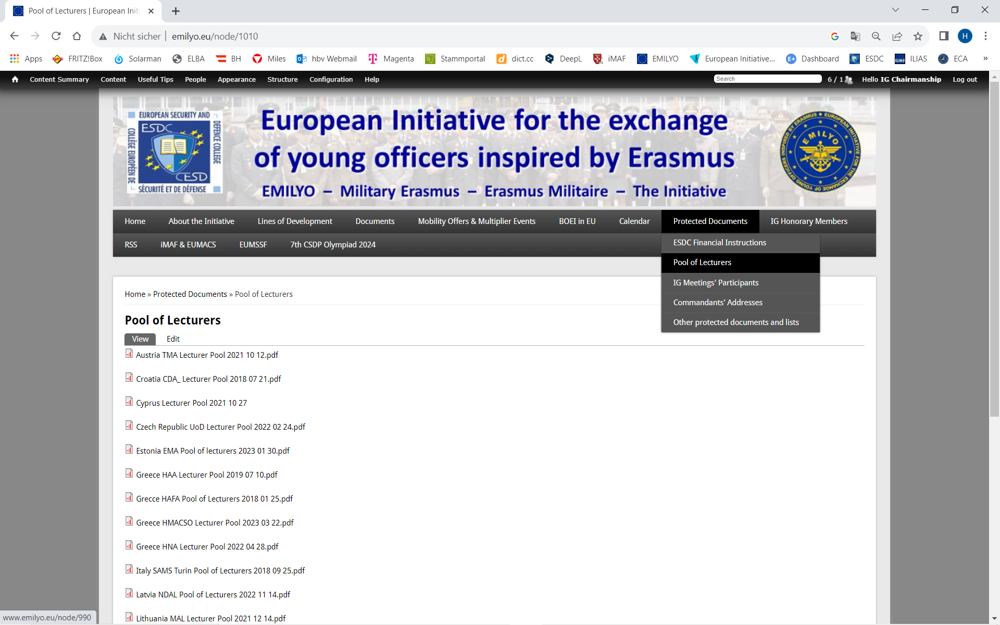 Pool of Lecturers | European Initi
Nicht sicher | emilyo.eu/node/1010
H
Apps FRITZ!Box Solarman ELBA BH Miles hbv Webmail Magenta Stammportal dict.cc DeepL iMAF EMILYO European Initiative... E+ Dashboard ESDC ILIAS ILIAS ECA »
Content Summary Content Useful Tips People Appearance Structure Configuration Help Search 6 / 1 Hello IG Chairmanship Log out
EUROPEAN SECURITY AND
DEFENCE COLLEGE
COLLÈGE EUROPÉEN DE
SÉCURITÉ ET DE DÉFENSE
ESDC
CESD
European Initiative for the exchange
of young officers inspired by Erasmus
EMILYO – Military Erasmus – Erasmus Militaire – The Initiative
EMILYO
EUROPEAN INITIATIVE FOR THE EXCHANGE OF YOUNG OFFICERS INSPIRED BY ERASMUS
Home About the Initiative Lines of Development Documents Mobility Offers & Multiplier Events BOEI in EU Calendar Protected Documents IG Honorary Members
RSS iMAF & EUMACS EUMSSF 7th CSDP Olympiad 2024
ESDC Financial Instructions
Pool of Lecturers
IG Meetings' Participants
Commandants' Addresses
Other protected documents and lists
Home » Protected Documents » Pool of Lecturers
Pool of Lecturers
View Edit
Austria TMA Lecturer Pool 2021 10 12.pdf
Croatia CDA_ Lecturer Pool 2018 07 21.pdf
Cyprus Lecturer Pool 2021 10 27
Czech Republic UoD Lecturer Pool 2022 02 24.pdf
Estonia EMA Pool of lecturers 2023 01 30.pdf
Greece HAA Lecturer Pool 2019 07 10.pdf
Grecce HAFA Pool of Lecturers 2018 01 25.pdf
Greece HMACSO Lecturer Pool 2023 03 22.pdf
Greece HNA Lecturer Pool 2022 04 28.pdf
Italy SAMS Turin Pool of Lecturers 2018 09 25.pdf
Latvia NDAL Pool of Lecturers 2022 11 14.pdf
Lithuania MAL Lecturer Pool 2021 12 14.pdf
www.emilyo.eu/node/990